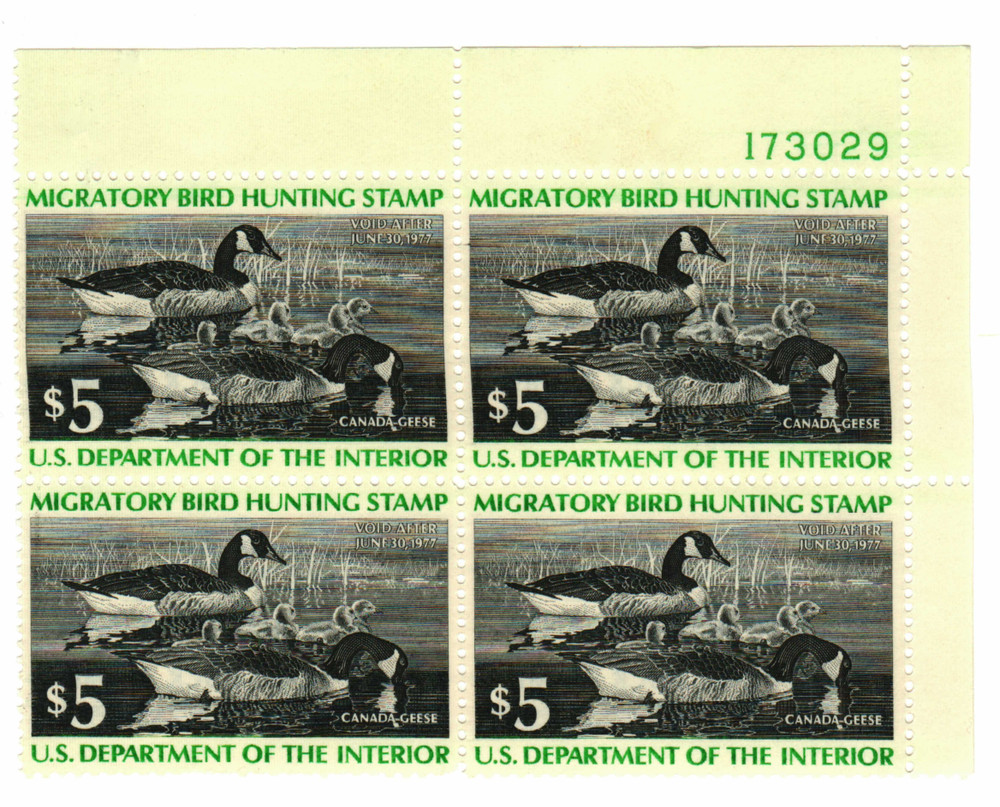 173029
MIGRATORY BIRD HUNTING STAMP
VOID AFTER
JUNE 30, 1977
$5
CANADA GEESE
U.S. DEPARTMENT OF THE INTERIOR
MIGRATORY BIRD HUNTING STAMP
VOID AFTER
JUNE 30, 1977
$5
CANADA GEESE
U.S. DEPARTMENT OF THE INTERIOR
MIGRATORY BIRD HUNTING STAMP
VOID AFTER
JUNE 30, 1977
$5
CANADA GEESE
U.S. DEPARTMENT OF THE INTERIOR
MIGRATORY BIRD HUNTING STAMP
VOID AFTER
JUNE 30, 1977
$5
CANADA GEESE
U.S. DEPARTMENT OF THE INTERIOR